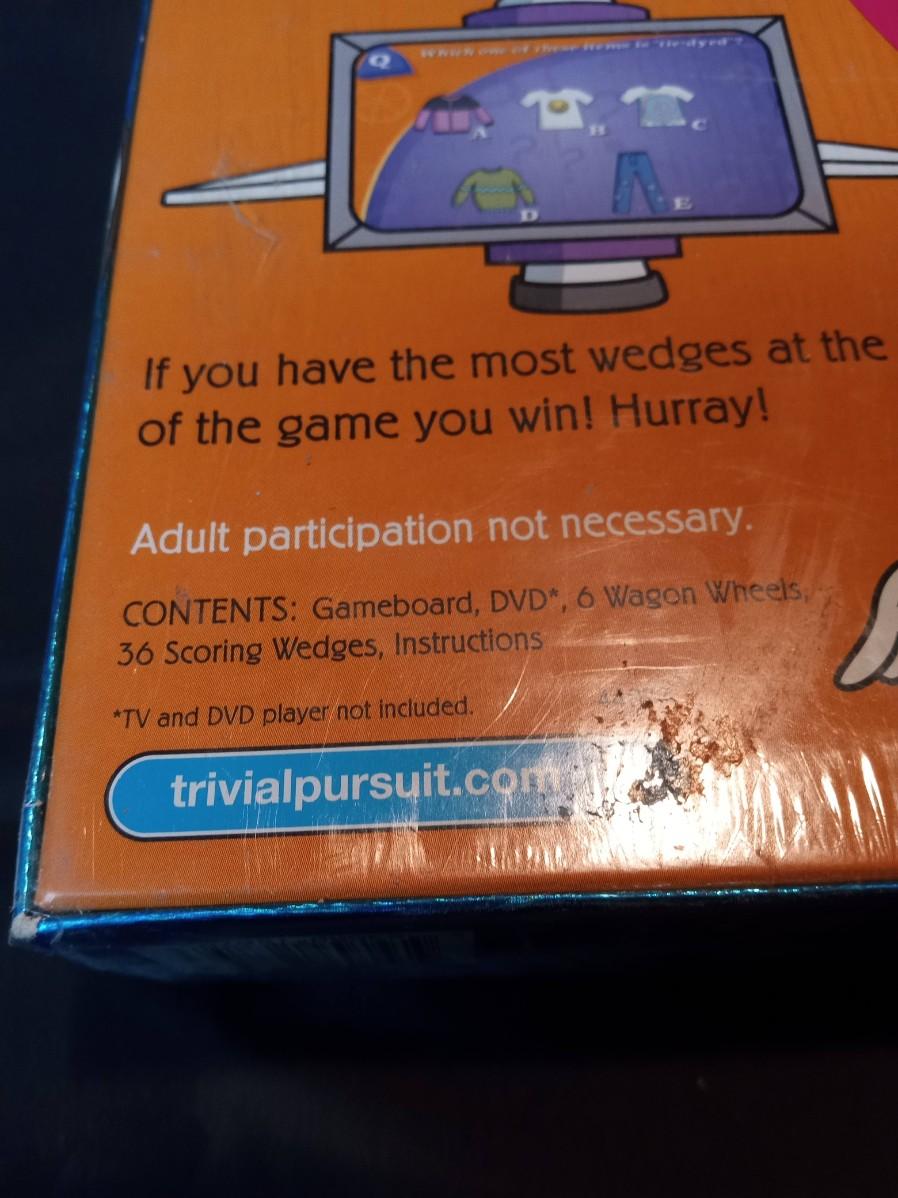 Q Which one of these items is "tie-dyed"?
A
B
C
D
E
If you have the most wedges at the
of the game you win! Hurray!
Adult participation not necessary.
CONTENTS: Gameboard, DVD*, 6 Wagon Wheels,
36 Scoring Wedges, Instructions
*TV and DVD player not included.
trivialpursuit.com